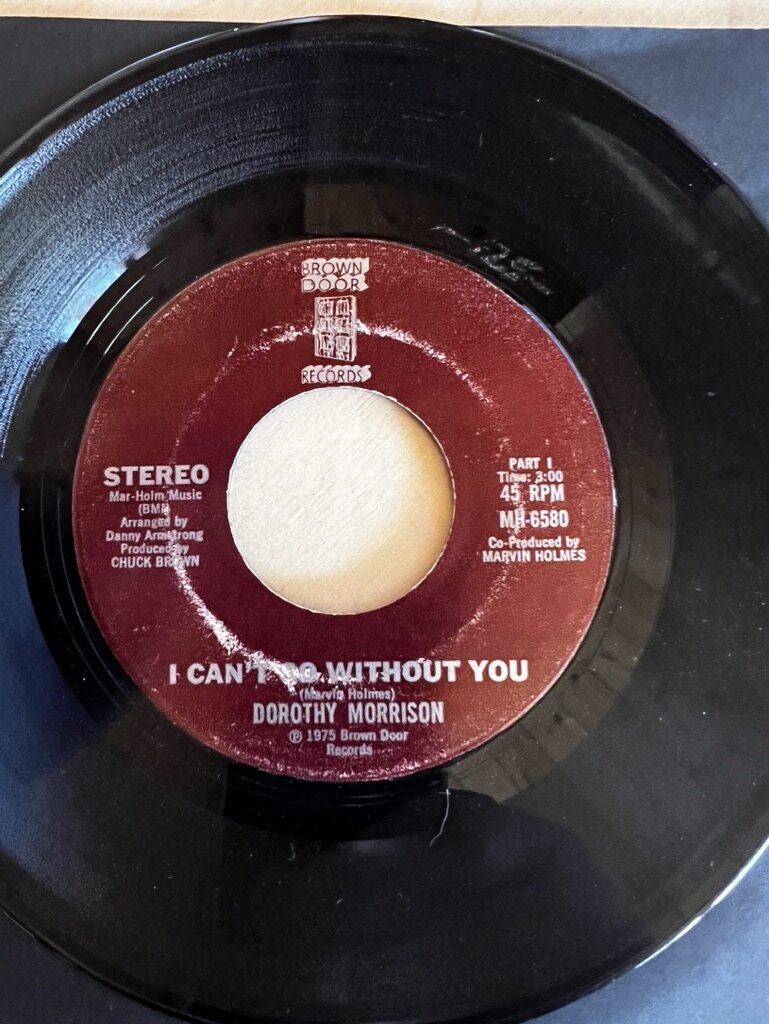 BROWN
DOOR
RECORDS
STEREO
Mar-Holm Music
(BMI)
Arranged by
Danny Armstrong
Produced by
CHUCK BROWN
PART I
Time: 3:00
45 RPM
MH-6580
Co-Produced by
MARVIN HOLMES
I CAN'T DO WITHOUT YOU
(Marvin Holmes)
DOROTHY MORRISON
℗ 1975 Brown Door
Records